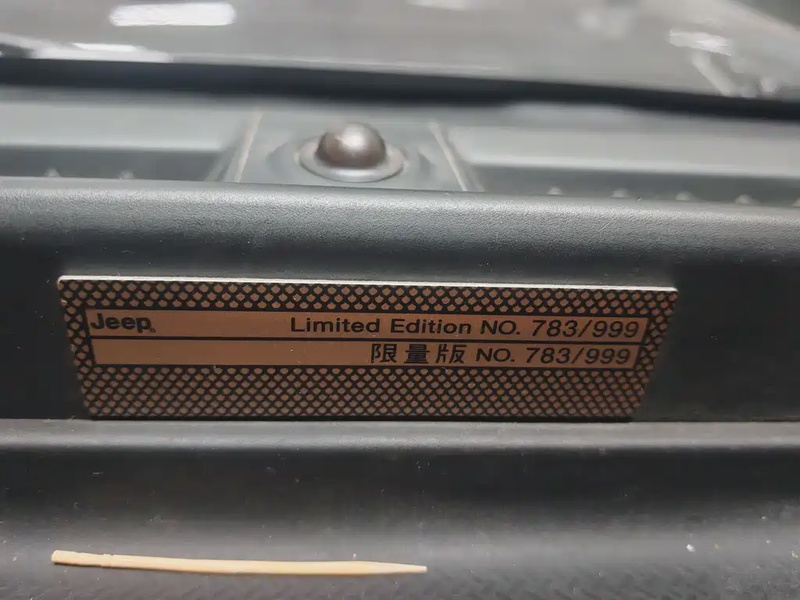 Jeep Limited Edition NO. 783/999
限量版 NO. 783/999